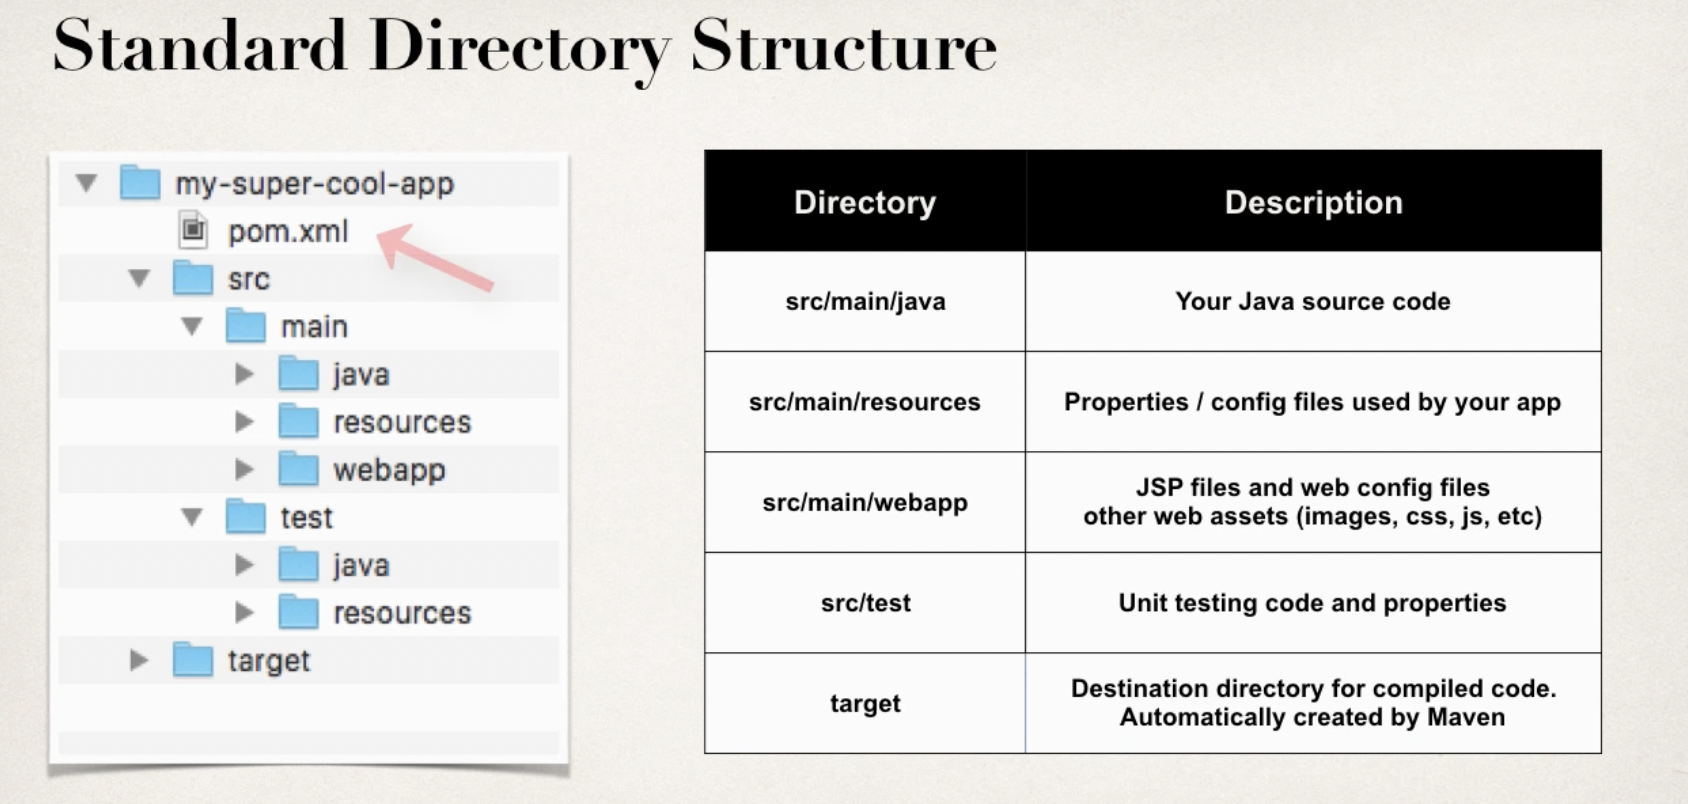 Standard Directory Structure
my-super-cool-app
pom.xml
src
main
java
resources
webapp
test
java
resources
target
Directory Description
src/main/java Your Java source code
src/main/resources Properties / config files used by your app
src/main/webapp JSP files and web config files
other web assets (images, css, js, etc)
src/test Unit testing code and properties
target Destination directory for compiled code.
Automatically created by Maven